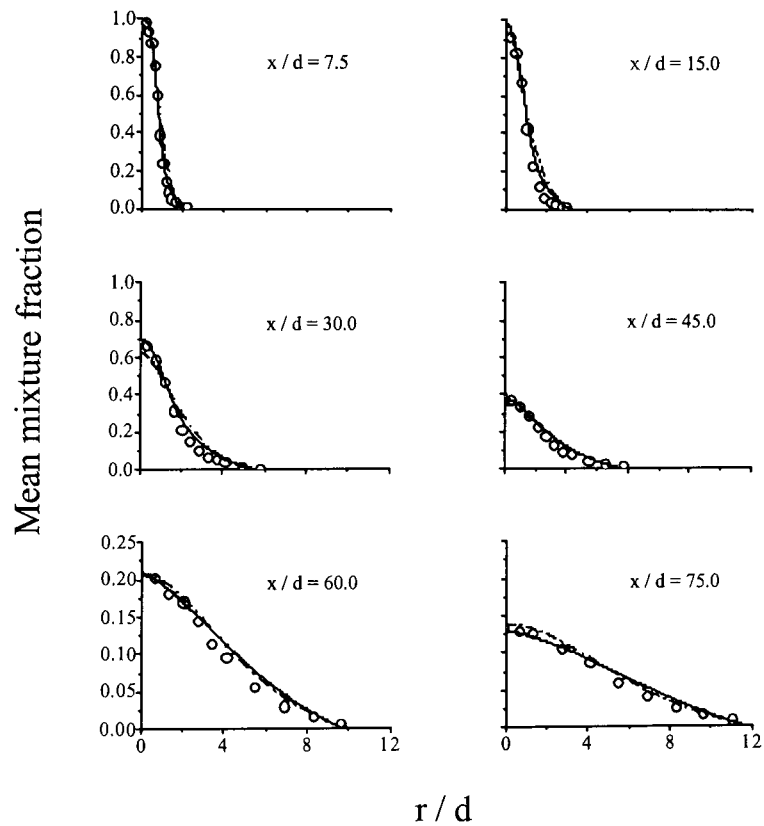 Mean mixture fraction
1.0
0.8
0.6
0.4
0.2
0.0
x / d = 7.5
x / d = 15.0
1.0
0.8
0.6
0.4
0.2
0.0
x / d = 30.0
x / d = 45.0
0.25
0.20
0.15
0.10
0.05
0.00
x / d = 60.0
x / d = 75.0
0 4 8 12
0 4 8 12
r / d